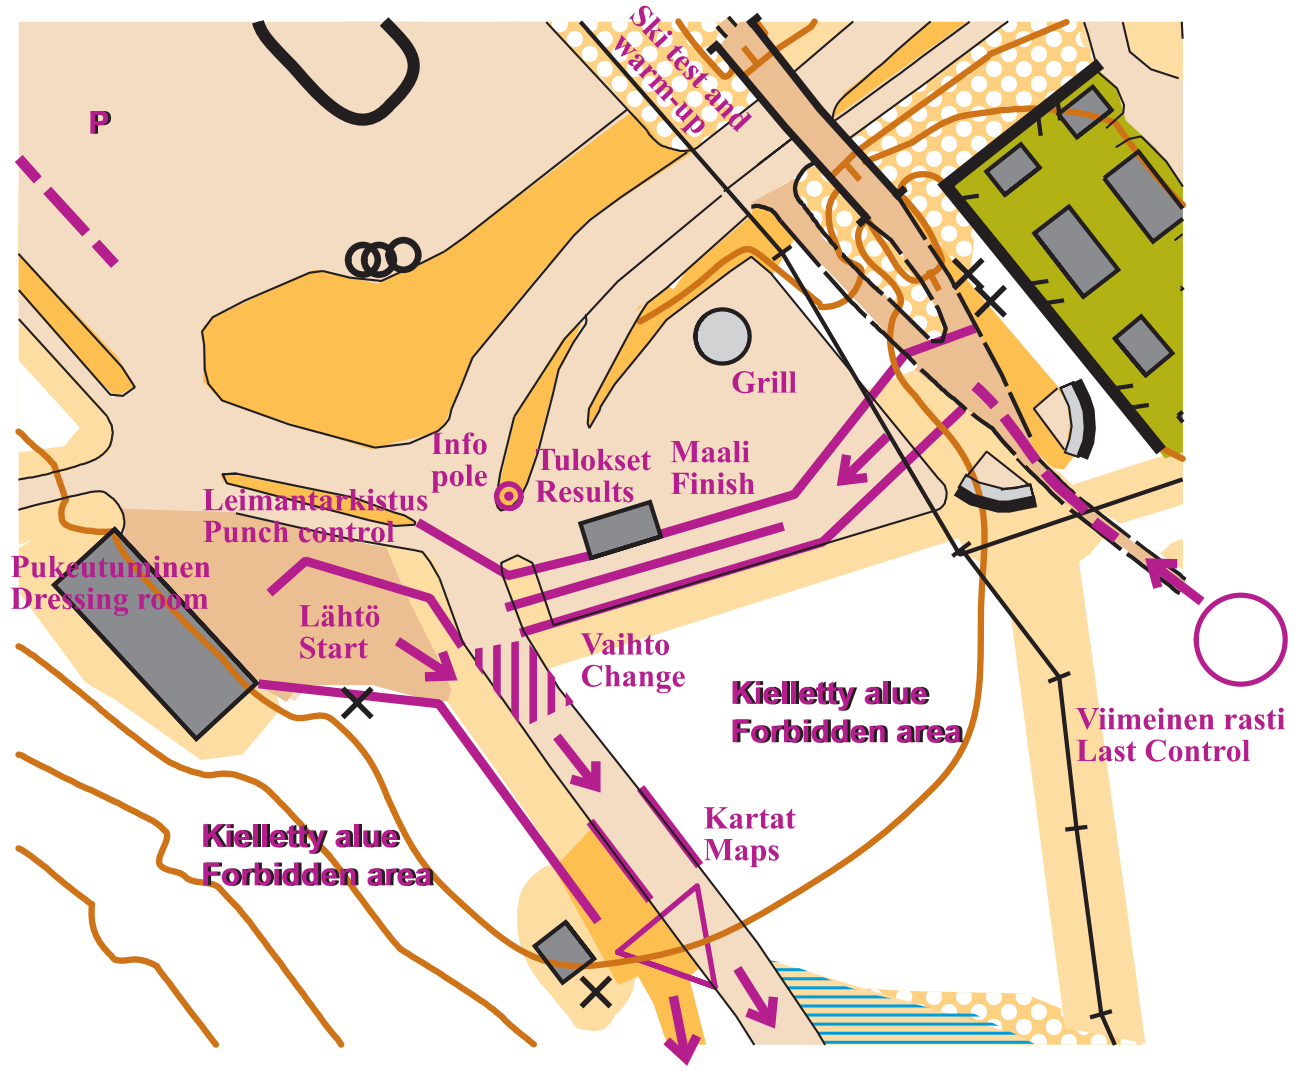 Ski test and
warm-up
P
Grill
Info
pole
Tulokset
Results
Maali
Finish
Leimantarkistus
Punch control
Pukeutuminen
Dressing room
Lähtö
Start
Vaihto
Change
Kielletty alue
Forbidden area
Viimeinen rasti
Last Control
Kartat
Maps
Kielletty alue
Forbidden area